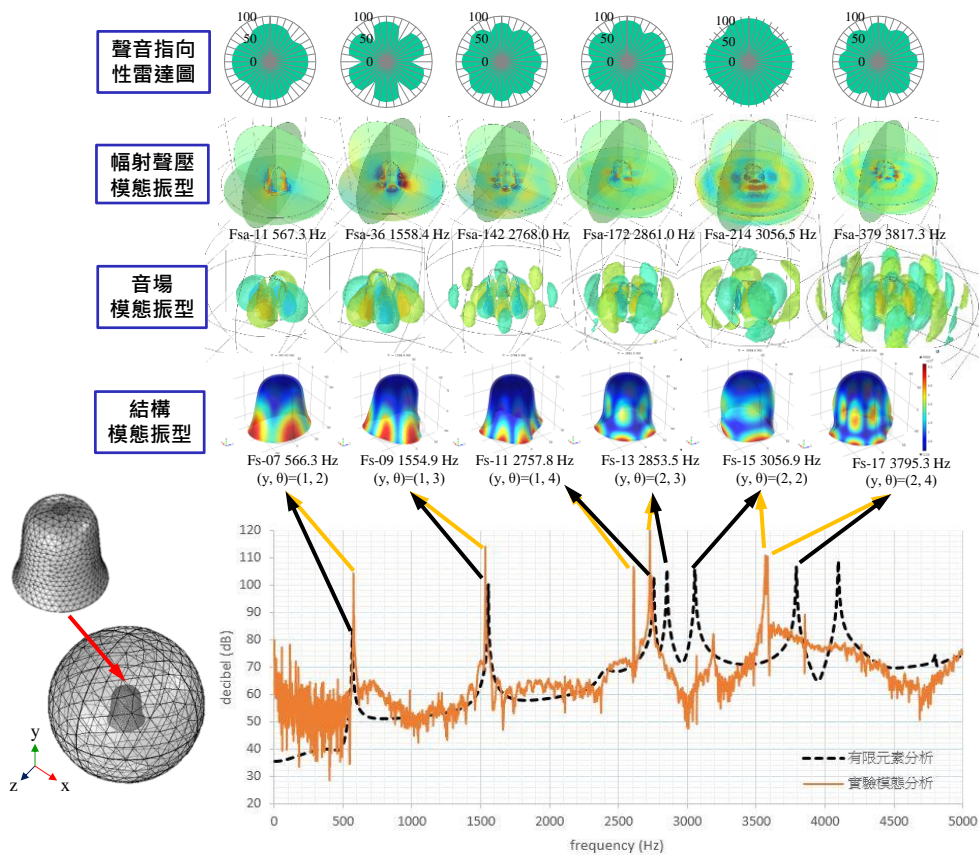 聲音指向
性雷達圖
100 50 0
100 50 0
100 50 0
100 50 0
100 50 0
100 50 0
幅射聲壓
模態振型
Fsa-11 567.3 Hz Fsa-36 1558.4 Hz Fsa-142 2768.0 Hz Fsa-172 2861.0 Hz Fsa-214 3056.5 Hz Fsa-379 3817.3 Hz
音場
模態振型
結構
模態振型
Fs-07 566.3 Hz Fs-09 1554.9 Hz Fs-11 2757.8 Hz Fs-13 2853.5 Hz Fs-15 3056.9 Hz Fs-17 3795.3 Hz
(y, θ)=(1, 2) (y, θ)=(1, 3) (y, θ)=(1, 4) (y, θ)=(2, 3) (y, θ)=(2, 2) (y, θ)=(2, 4)
y
z
x
decibel (dB)
120
110
100
90
80
70
60
50
40
30
20
有限元素分析
實驗模態分析
0 500 1000 1500 2000 2500 3000 3500 4000 4500 5000
frequency (Hz)